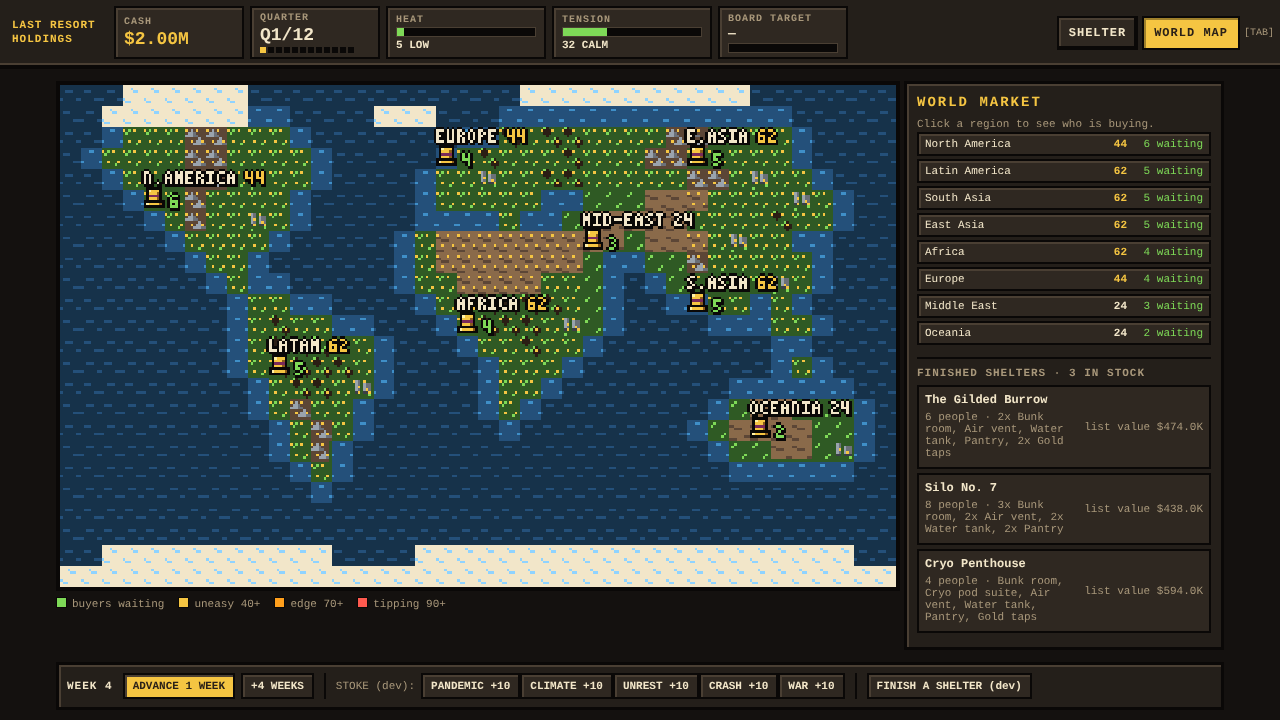 LAST RESORT
HOLDINGS
CASH
$2.00M
QUARTER
Q1/12
HEAT
5 LOW
TENSION
32 CALM
BOARD TARGET
—
SHELTER
WORLD MAP
[TAB]
EUROPE 44
4
E.ASIA 62
5
N.AMERICA 44
6
MID-EAST 24
3
S.ASIA 62
5
AFRICA 62
4
LATAM 62
5
OCEANIA 24
2
buyers waiting
uneasy 40+
edge 70+
tipping 90+
WORLD MARKET
Click a region to see who is buying.
North America 44 6 waiting
Latin America 62 5 waiting
South Asia 62 5 waiting
East Asia 62 5 waiting
Africa 62 4 waiting
Europe 44 4 waiting
Middle East 24 3 waiting
Oceania 24 2 waiting
FINISHED SHELTERS · 3 IN STOCK
The Gilded Burrow
6 people · 2x Bunk
room, Air vent, Water
tank, Pantry, 2x Gold
taps
list value $474.0K
Silo No. 7
8 people · 3x Bunk
room, 2x Air vent, 2x
Water tank, 2x Pantry
list value $438.0K
Cryo Penthouse
4 people · Bunk room,
Cryo pod suite, Air
vent, Water tank,
Pantry, Gold taps
list value $594.0K
WEEK 4
ADVANCE 1 WEEK
+4 WEEKS
STOKE (dev):
PANDEMIC +10
CLIMATE +10
UNREST +10
CRASH +10
WAR +10
FINISH A SHELTER (dev)